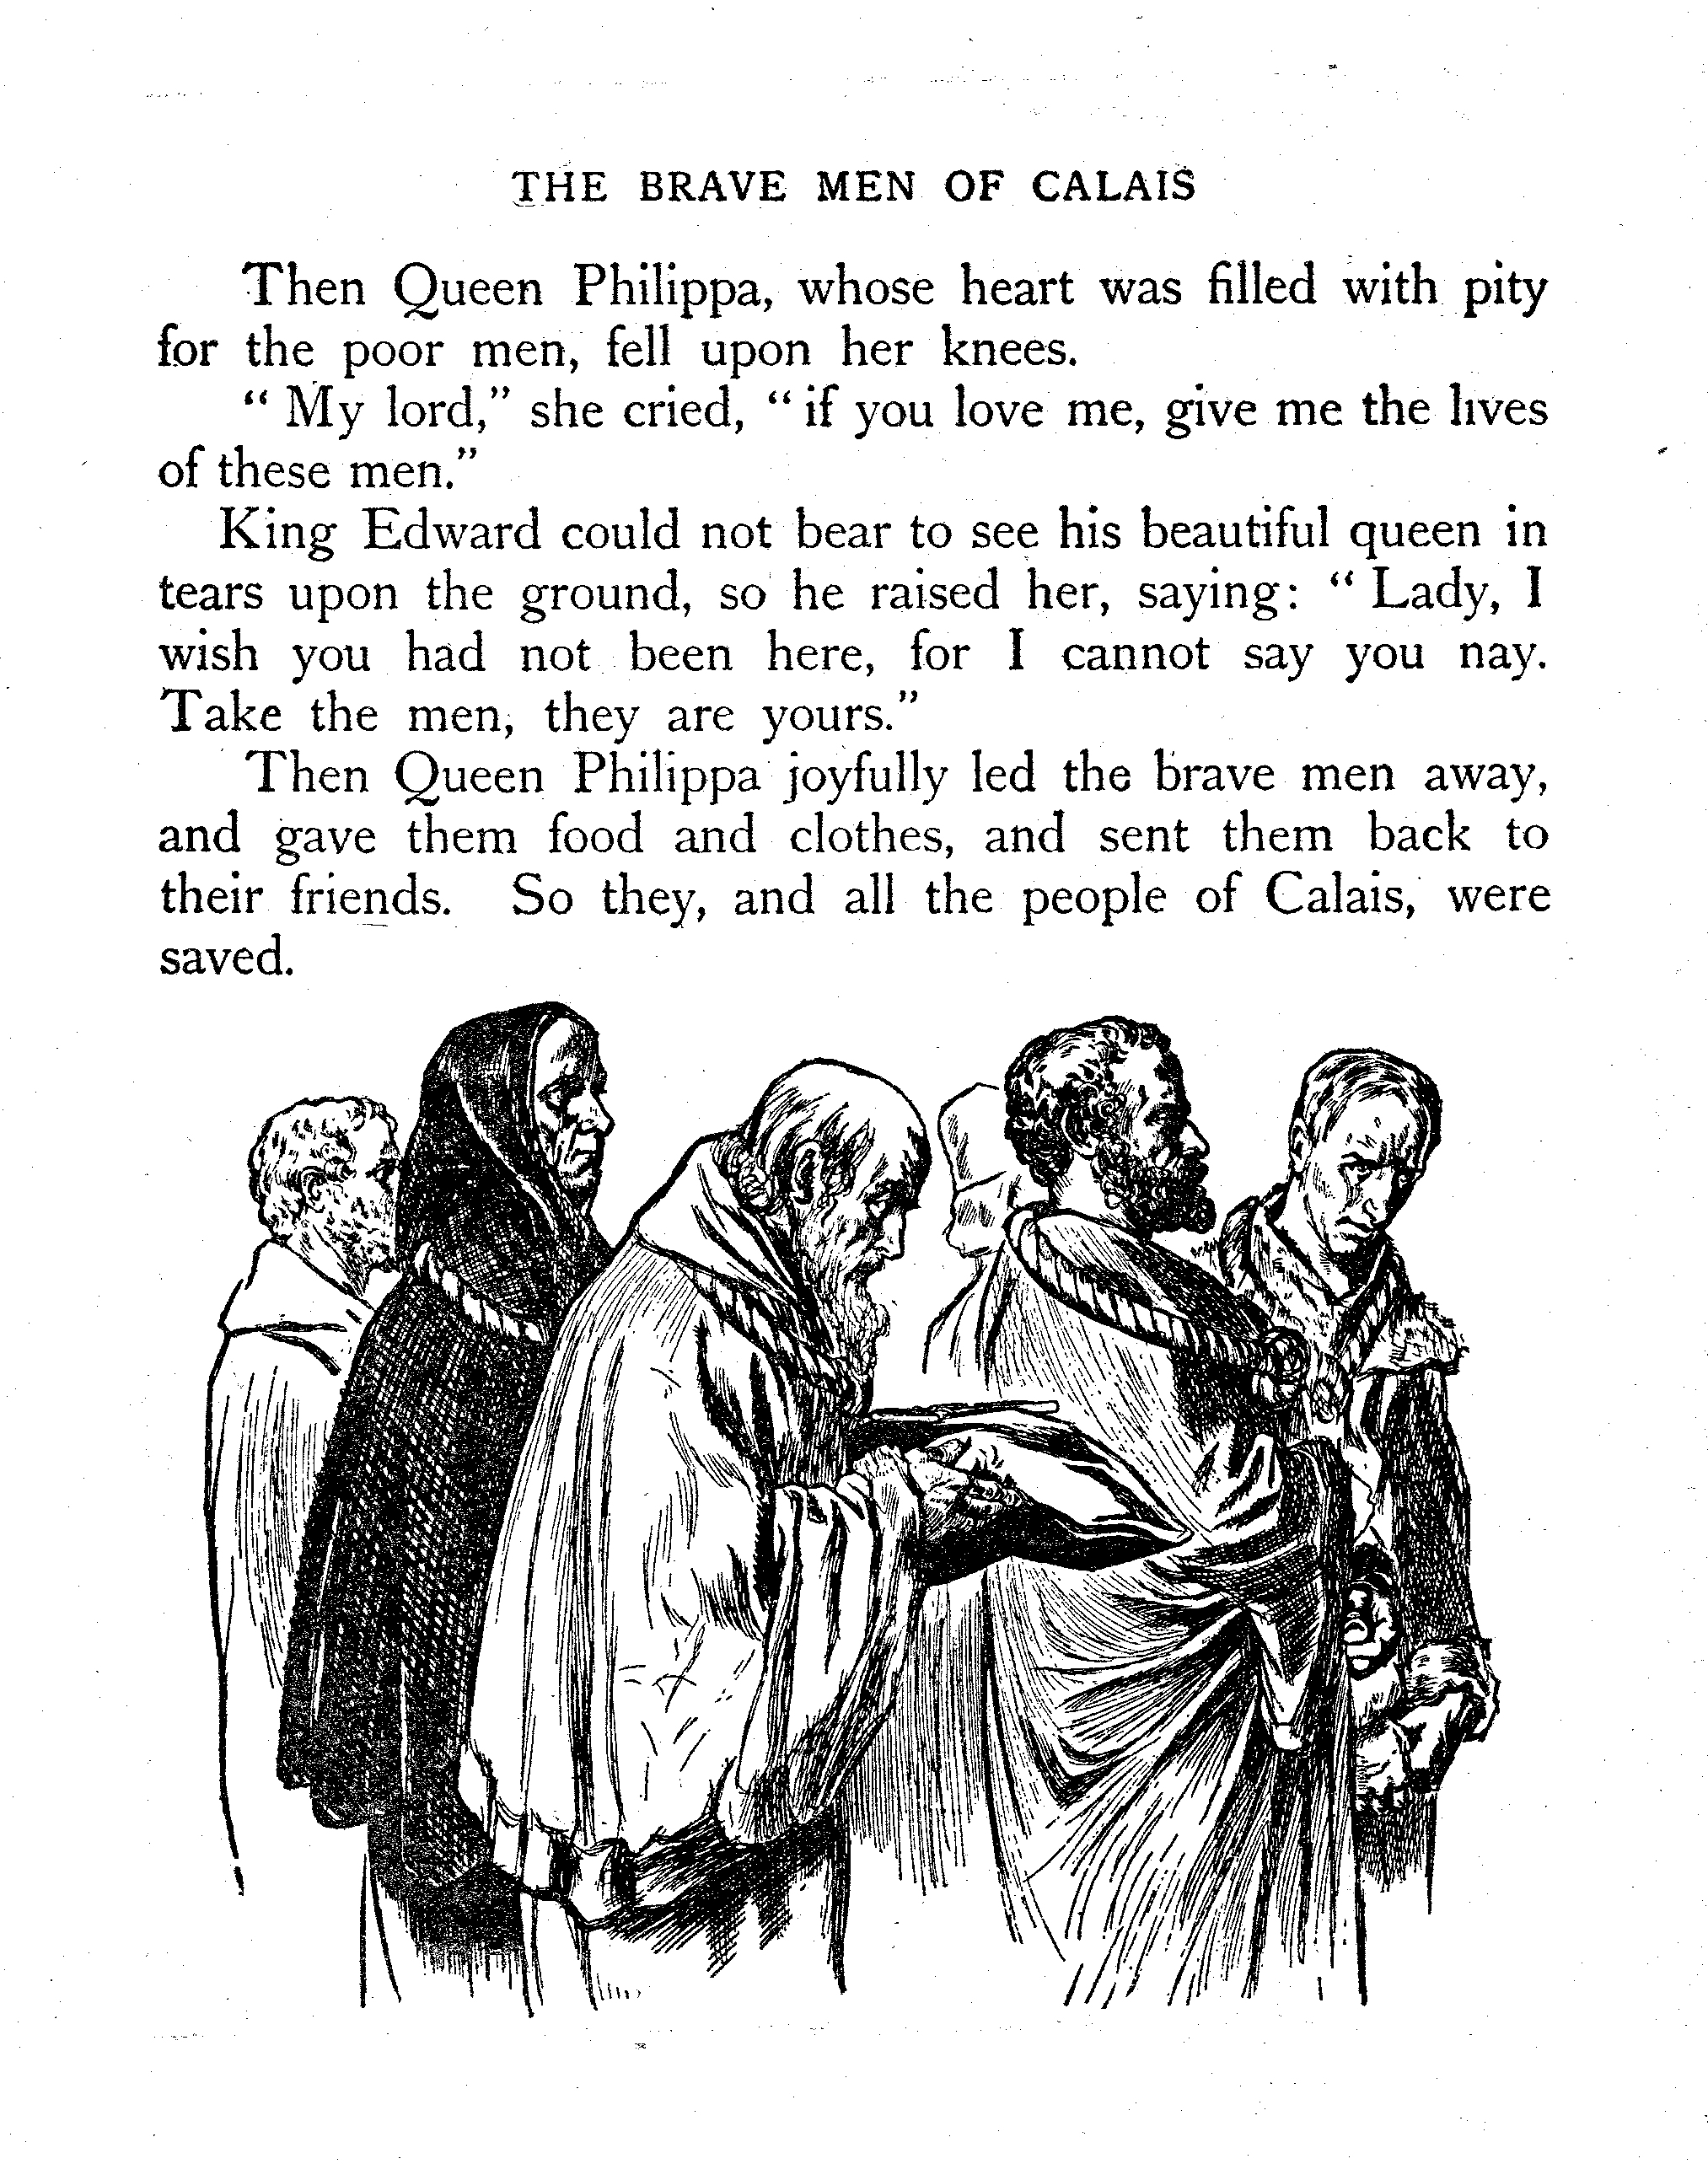 THE BRAVE MEN OF CALAIS
Then Queen Philippa, whose heart was filled with pity
for the poor men, fell upon her knees.
“ My lord,” she cried, “ if you love me, give me the lives
of these men.”
King Edward could not bear to see his beautiful queen in
tears upon the ground, so he raised her, saying: “ Lady, I
wish you had not been here, for I cannot say you nay.
Take the men, they are yours.”
Then Queen Philippa joyfully led the brave men away,
and gave them food and clothes, and sent them back to
their friends. So they, and all the people of Calais, were
saved.